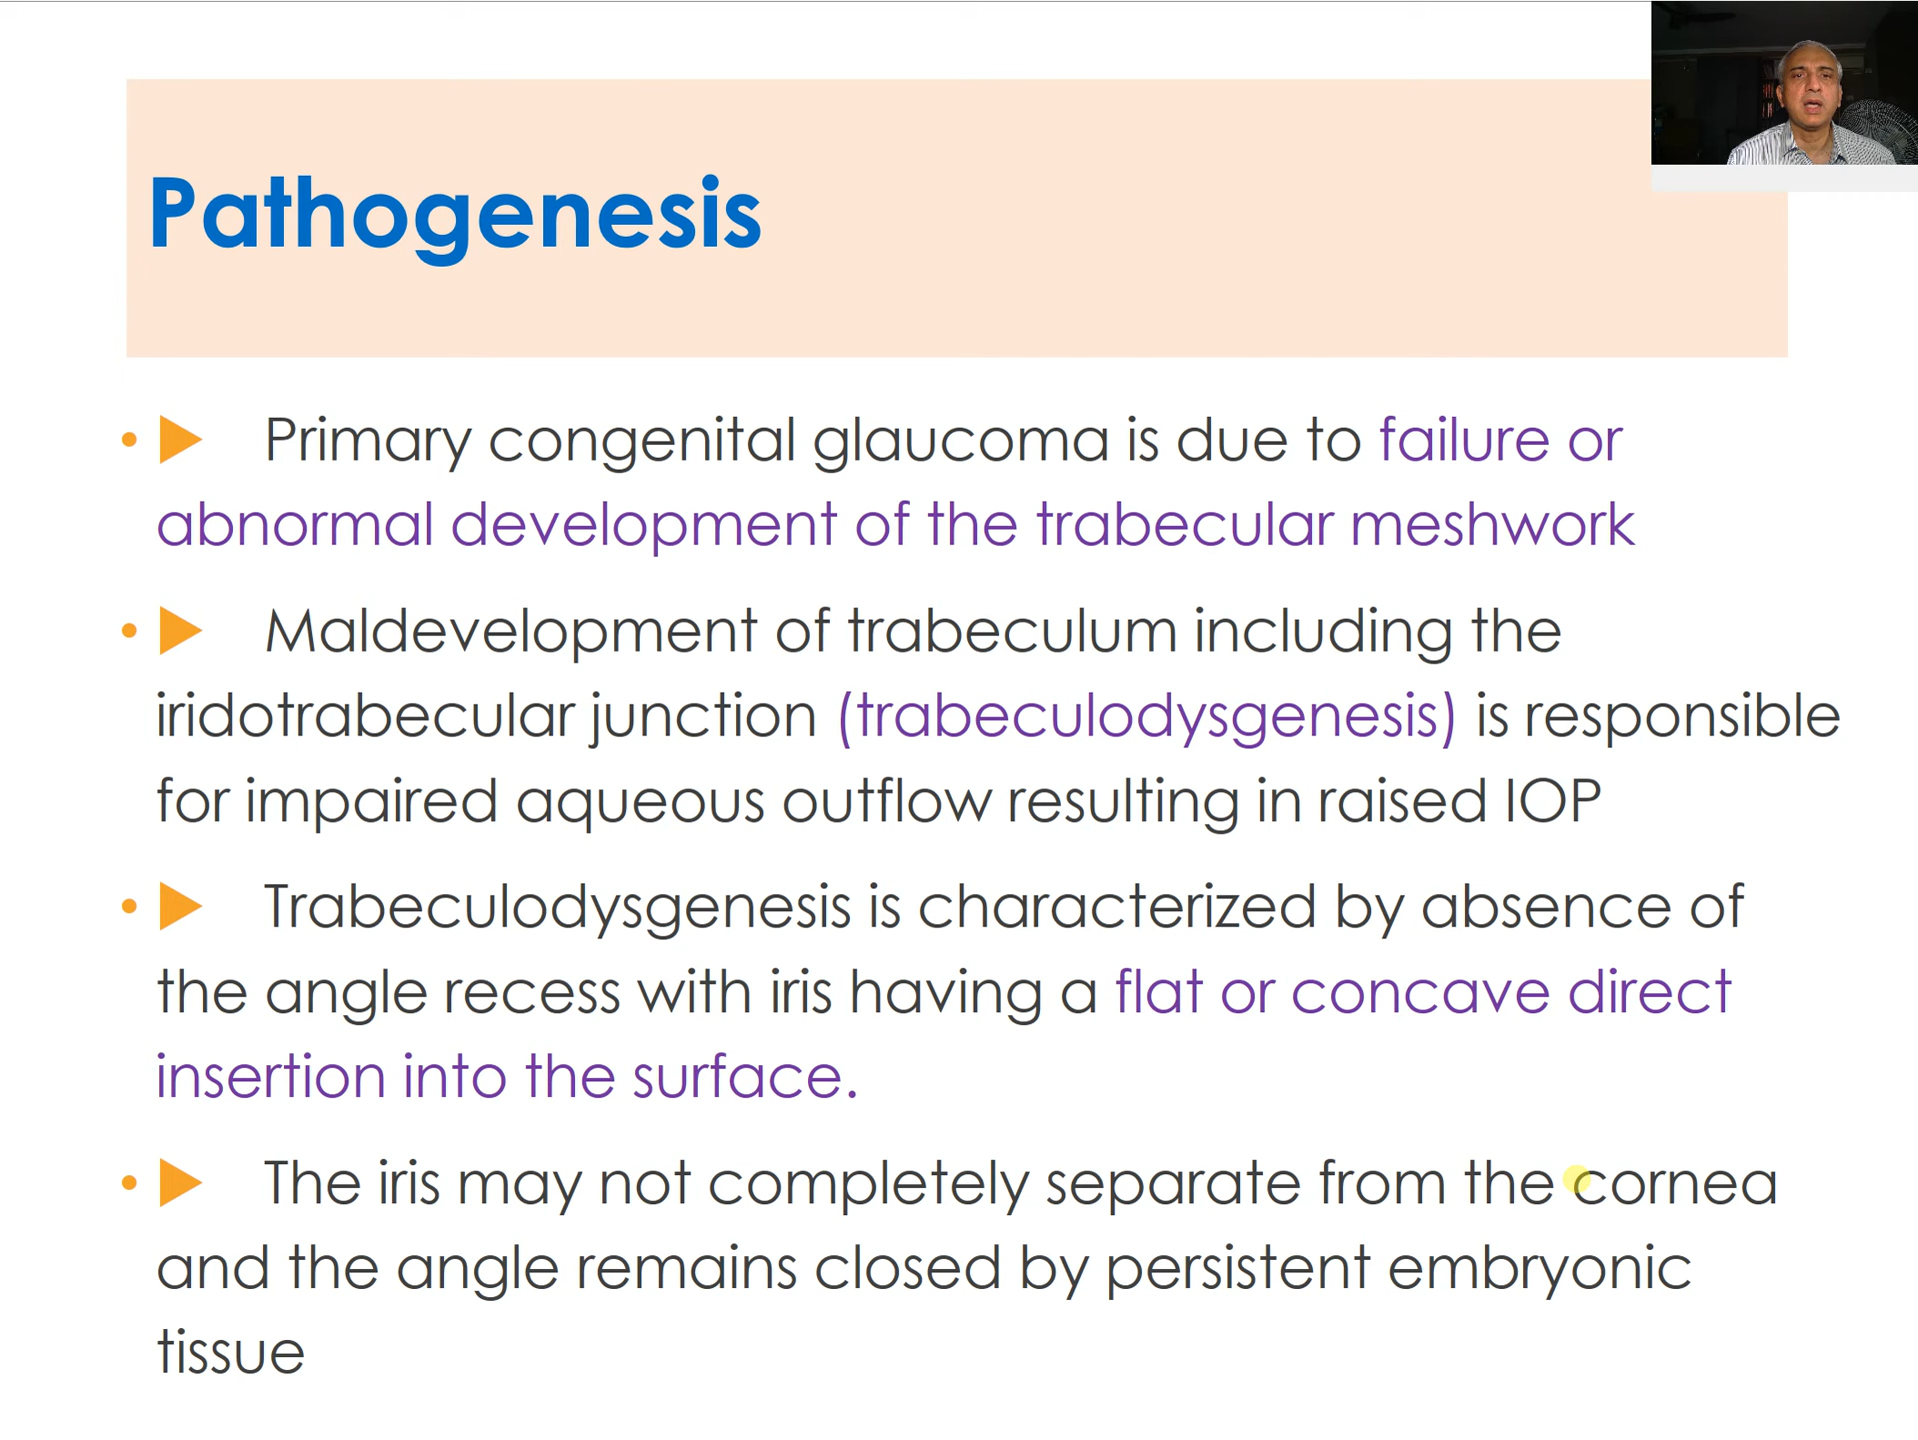 Pathogenesis
• ▶ Primary congenital glaucoma is due to failure or
abnormal development of the trabecular meshwork
• ▶ Maldevelopment of trabeculum including the
iridotrabecular junction (trabeculodysgenesis) is responsible
for impaired aqueous outflow resulting in raised IOP
• ▶ Trabeculodysgenesis is characterized by absence of
the angle recess with iris having a flat or concave direct
insertion into the surface.
• ▶ The iris may not completely separate from the cornea
and the angle remains closed by persistent embryonic
tissue